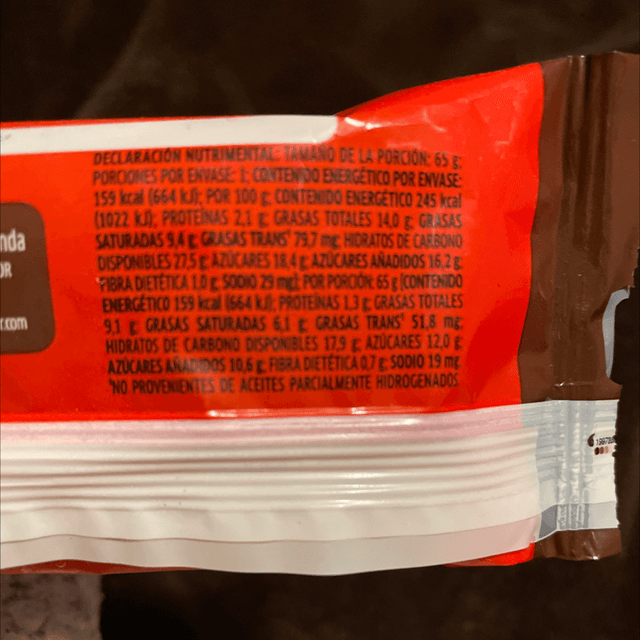 DECLARACIÓN NUTRIMENTAL: TAMAÑO DE LA PORCIÓN: 65 g;
PORCIONES POR ENVASE: 1; CONTENIDO ENERGÉTICO POR ENVASE:
159 kcal (664 kJ); POR 100 g: CONTENIDO ENERGÉTICO 245 kcal
(1022 kJ); PROTEÍNAS 2,1 g; GRASAS TOTALES 14,0 g; GRASAS
SATURADAS 9,4 g; GRASAS TRANS¹ 79,7 mg; HIDRATOS DE CARBONO
DISPONIBLES 27,5 g; AZÚCARES 18,4 g; AZÚCARES AÑADIDOS 16,2 g;
FIBRA DIETÉTICA 1,0 g; SODIO 29 mg]; POR PORCIÓN: 65 g [CONTENIDO
ENERGÉTICO 159 kcal (664 kJ); PROTEÍNAS 1,3 g; GRASAS TOTALES
9,1 g; GRASAS SATURADAS 6,1 g; GRASAS TRANS¹ 51,8 mg;
HIDRATOS DE CARBONO DISPONIBLES 17,9 g; AZÚCARES 12,0 g;
AZÚCARES AÑADIDOS 10,6 g; FIBRA DIETÉTICA 0,7 g; SODIO 19 mg
¹NO PROVENIENTES DE ACEITES PARCIALMENTE HIDROGENADOS
nda
OR
r.com